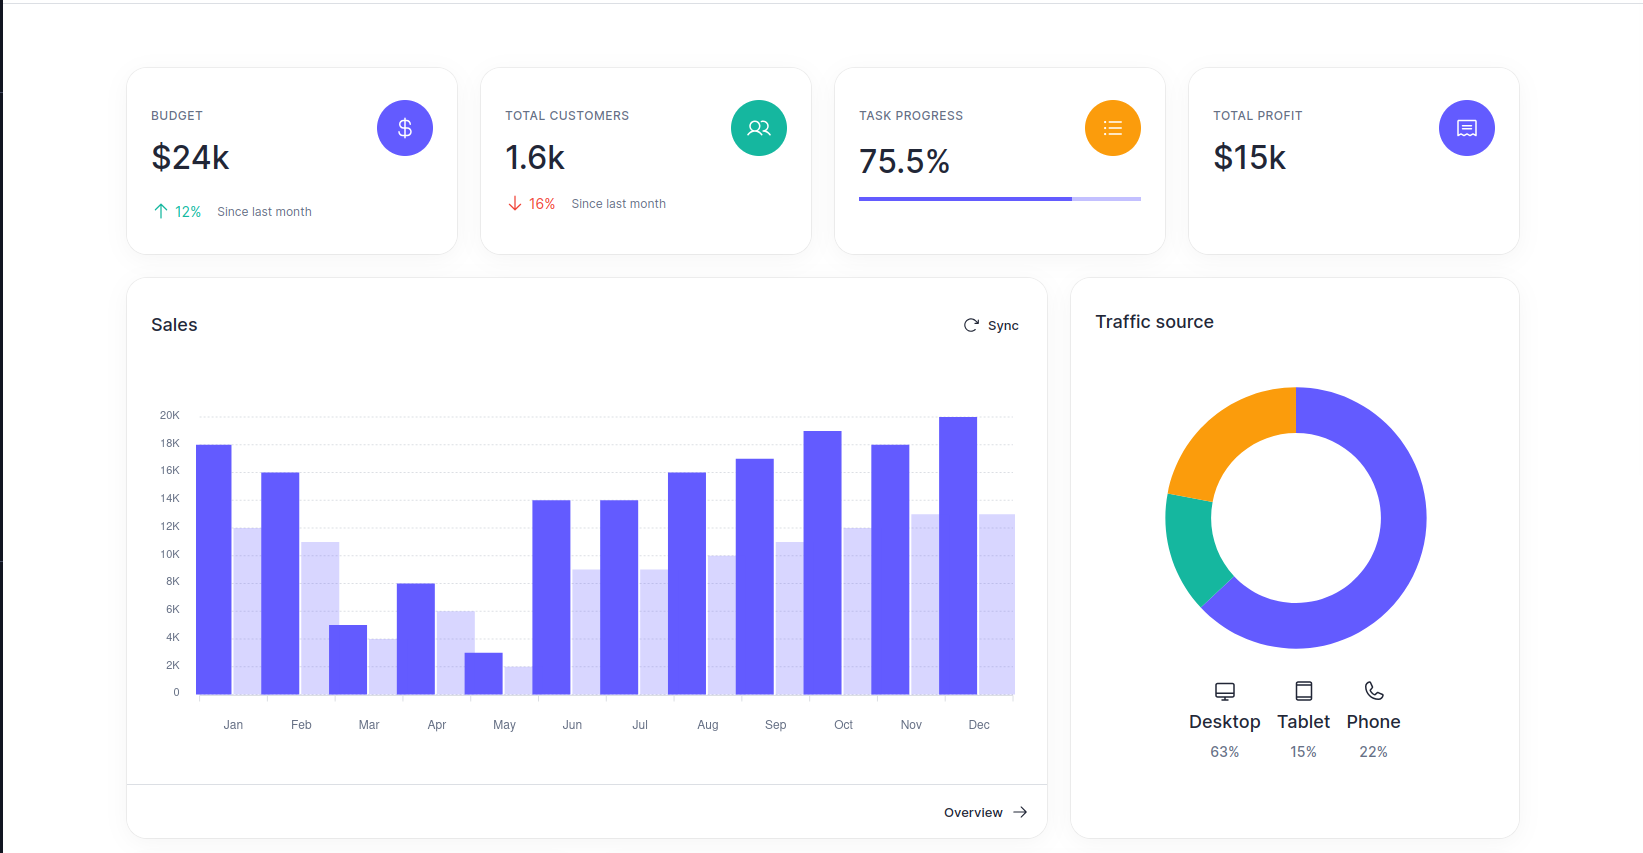 BUDGET
$24k
12% Since last month
TOTAL CUSTOMERS
1.6k
16% Since last month
TASK PROGRESS
75.5%
TOTAL PROFIT
$15k
Sales
Sync
20K
18K
16K
14K
12K
10K
8K
6K
4K
2K
0
Jan Feb Mar Apr May Jun Jul Aug Sep Oct Nov Dec
Overview
Traffic source
Desktop Tablet Phone
63% 15% 22%